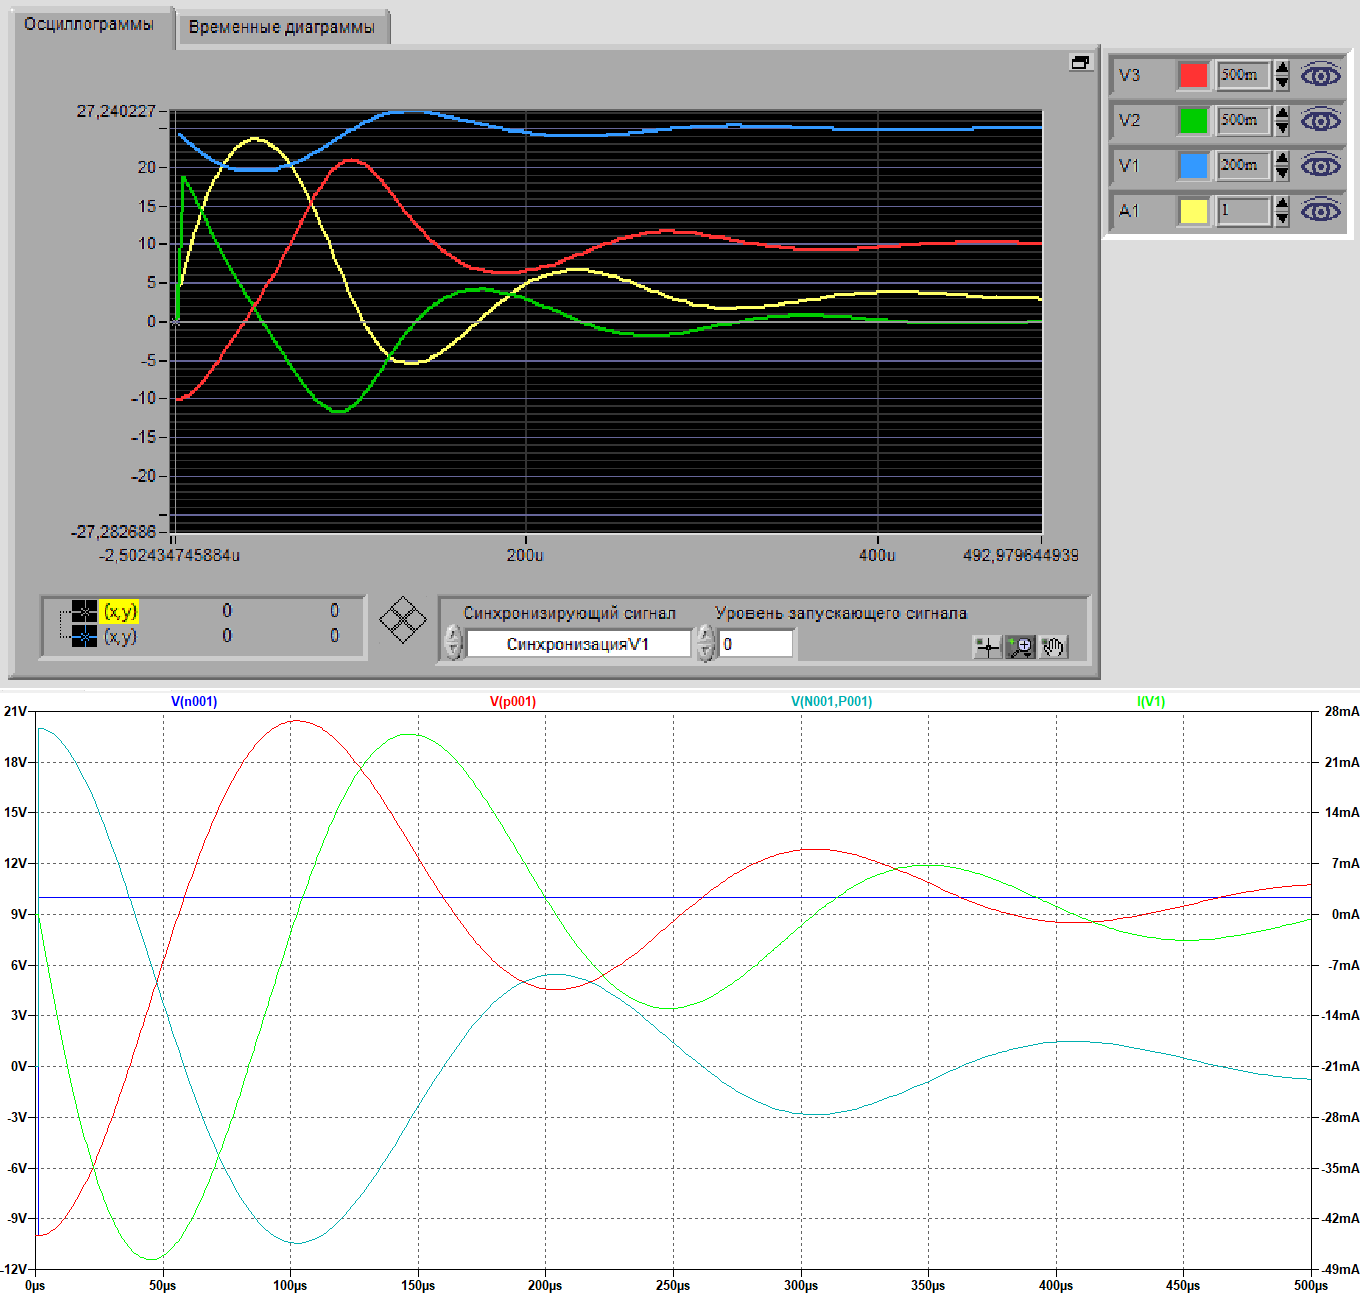 Осциллограммы
Временные диаграммы
V3 500m
V2 500m
V1 200m
A1 1
27,240227
20
15
10
5
0
-5
-10
-15
-20
-27,282686
-2,502434745884u 200u 400u 492,979644939
(x,y) 0 0
(x,y) 0 0
Синхронизирующий сигнал Уровень запускающего сигнала
СинхронизацияV1 0
V(n001) V(p001) V(N001,P001) I(V1)
21V 28mA
18V 21mA
15V 14mA
12V 7mA
9V 0mA
6V -7mA
3V -14mA
0V -21mA
-3V -28mA
-6V -35mA
-9V -42mA
-12V -49mA
0µs 50µs 100µs 150µs 200µs 250µs 300µs 350µs 400µs 450µs 500µs